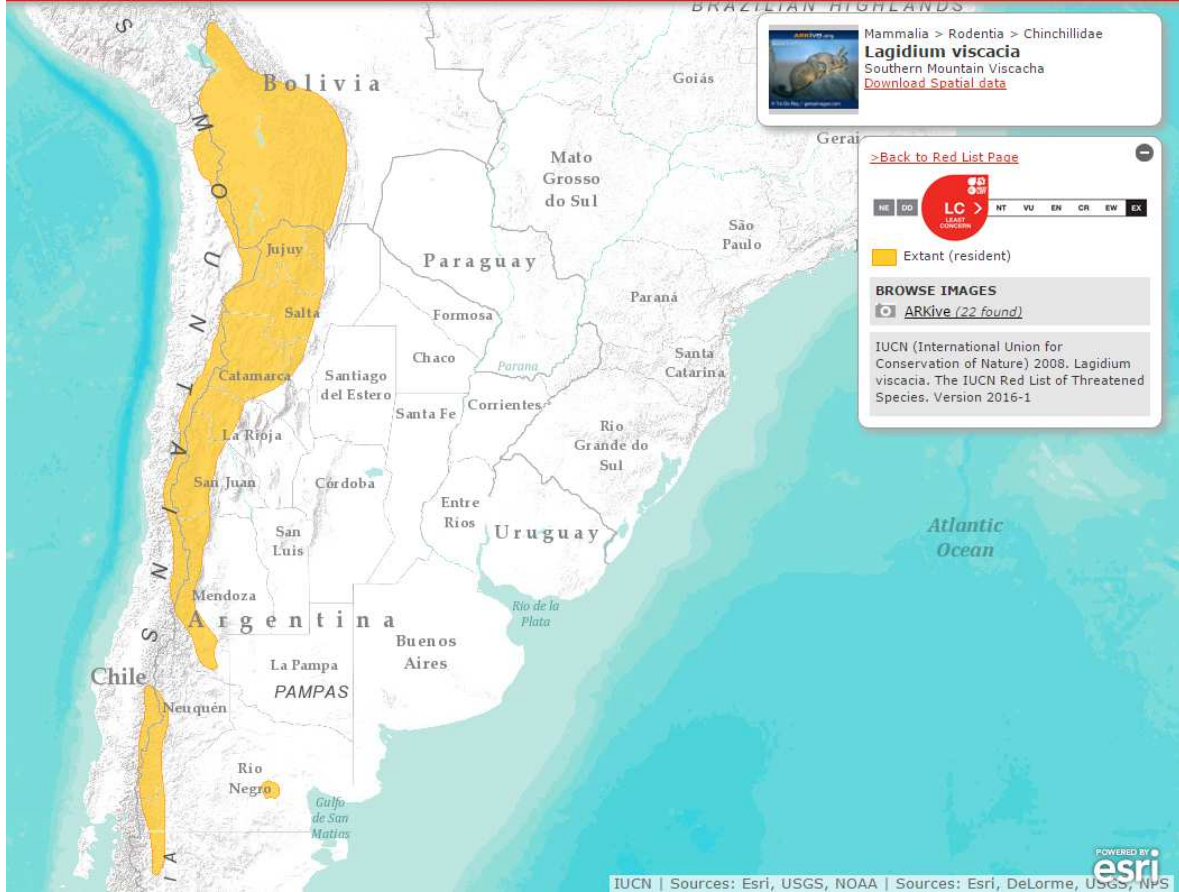 BRAZILIAN HIGHLANDS
Mammalia > Rodentia > Chinchillidae
Lagidium viscacia
Southern Mountain Viscacha
Download Spatial data
ARKive.org
>Back to Red List Page
NE DD LC LEAST CONCERN NT VU EN CR EW EX
Extant (resident)
BROWSE IMAGES
ARKive (22 found)
IUCN (International Union for
Conservation of Nature) 2008. Lagidium
viscacia. The IUCN Red List of Threatened
Species. Version 2016-1
S MOUNTAINS
Bolivia
Goiás
Gerai
Mato
Grosso
do Sul
São
Paulo
Jujuy
Paraguay
Paraná
Salta
Formosa
Chaco
Parana
Santa
Catarina
Catamarca
Santiago
del Estero
Santa Fe
Corrientes
La Rioja
Rio
Grande do
Sul
San Juan
Córdoba
Entre
Ríos
Uruguay
San
Luis
Atlantic
Ocean
Mendoza
Argentina
Rio de la
Plata
Buenos
Aires
La Pampa
PAMPAS
Chile
Neuquén
Rio
Negro
Gulfo
de San
Matias
I A
POWERED BY
esri
IUCN | Sources: Esri, USGS, NOAA | Sources: Esri, DeLorme, USGS, NPS